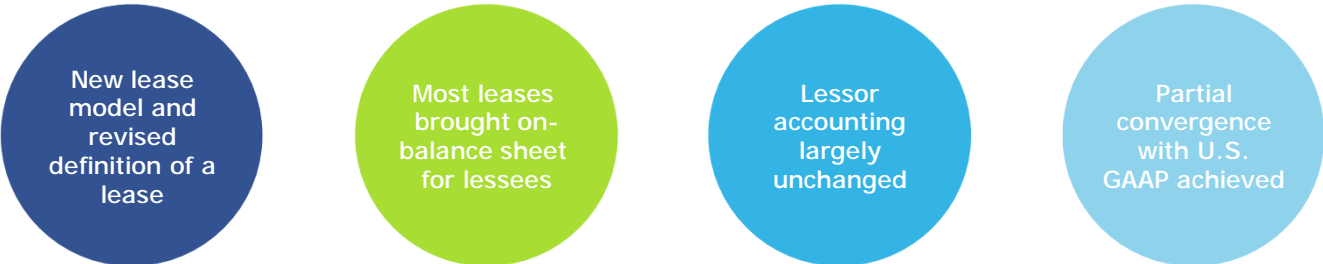 New lease
model and
revised
definition of a
lease
Most leases
brought on-
balance sheet
for lessees
Lessor
accounting
largely
unchanged
Partial
convergence
with U.S.
GAAP achieved